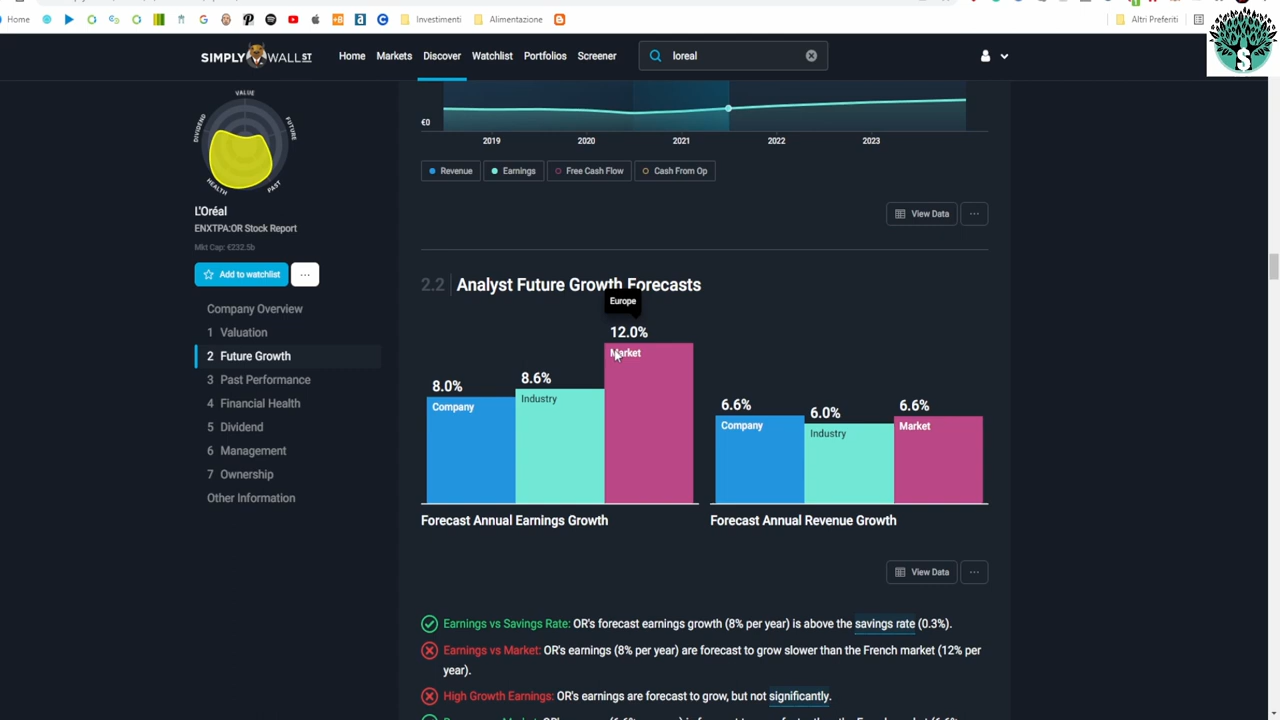 Home
Investimenti
Alimentazione
Altri Preferiti
SIMPLY WALL ST
Home
Markets
Discover
Watchlist
Portfolios
Screener
loreal
VALUE
FUTURE
PAST
HEALTH
DIVIDEND
L'Oréal
ENXTPA:OR Stock Report
Mkt Cap: €232.5b
Add to watchlist
...
Company Overview
1 Valuation
2 Future Growth
3 Past Performance
4 Financial Health
5 Dividend
6 Management
7 Ownership
Other Information
€0
2019 2020 2021 2022 2023
Revenue
Earnings
Free Cash Flow
Cash From Op
View Data
...
2.2 Analyst Future Growth Forecasts
Europe
12.0%
Market
8.6%
Industry
8.0%
Company
Forecast Annual Earnings Growth
6.6%
Company
6.0%
Industry
6.6%
Market
Forecast Annual Revenue Growth
View Data
...
Earnings vs Savings Rate: OR's forecast earnings growth (8% per year) is above the savings rate (0.3%).
Earnings vs Market: OR's earnings (8% per year) are forecast to grow slower than the French market (12% per
year).
High Growth Earnings: OR's earnings are forecast to grow, but not significantly.